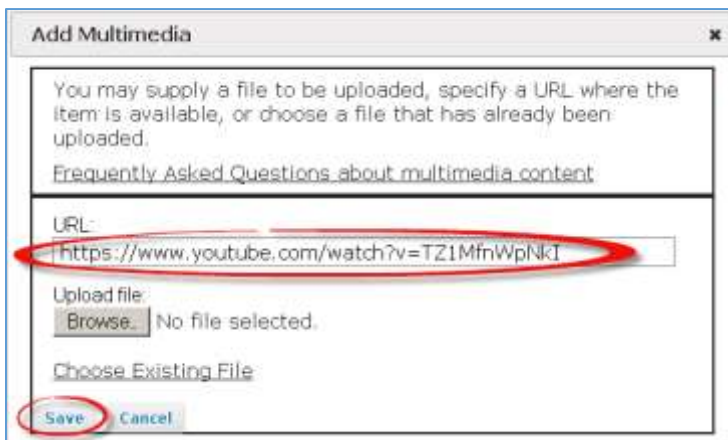 Add Multimedia ×
You may supply a file to be uploaded, specify a URL where the
item is available, or choose a file that has already been
uploaded.
Frequently Asked Questions about multimedia content
URL:
https://www.youtube.com/watch?v=TZ1MfnWpNkI
Upload file:
Browse_ No file selected.
Choose Existing File
Save Cancel